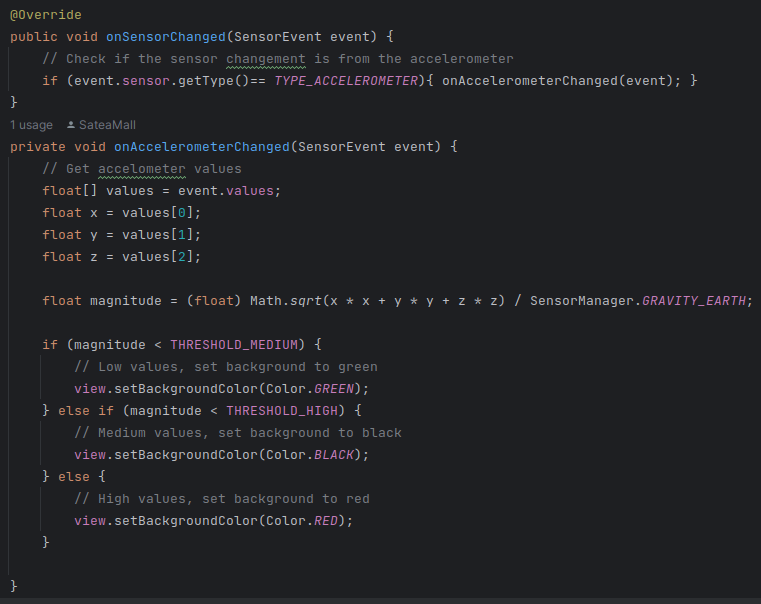 @Override
public void onSensorChanged(SensorEvent event) {
    // Check if the sensor changement is from the accelerometer
    if (event.sensor.getType()== TYPE_ACCELEROMETER){ onAccelerometerChanged(event); }
}
1 usage SateaMall
private void onAccelerometerChanged(SensorEvent event) {
    // Get accelometer values
    float[] values = event.values;
    float x = values[0];
    float y = values[1];
    float z = values[2];

    float magnitude = (float) Math.sqrt(x * x + y * y + z * z) / SensorManager.GRAVITY_EARTH;

    if (magnitude < THRESHOLD_MEDIUM) {
        // Low values, set background to green
        view.setBackgroundColor(Color.GREEN);
    } else if (magnitude < THRESHOLD_HIGH) {
        // Medium values, set background to black
        view.setBackgroundColor(Color.BLACK);
    } else {
        // High values, set background to red
        view.setBackgroundColor(Color.RED);
    }

}